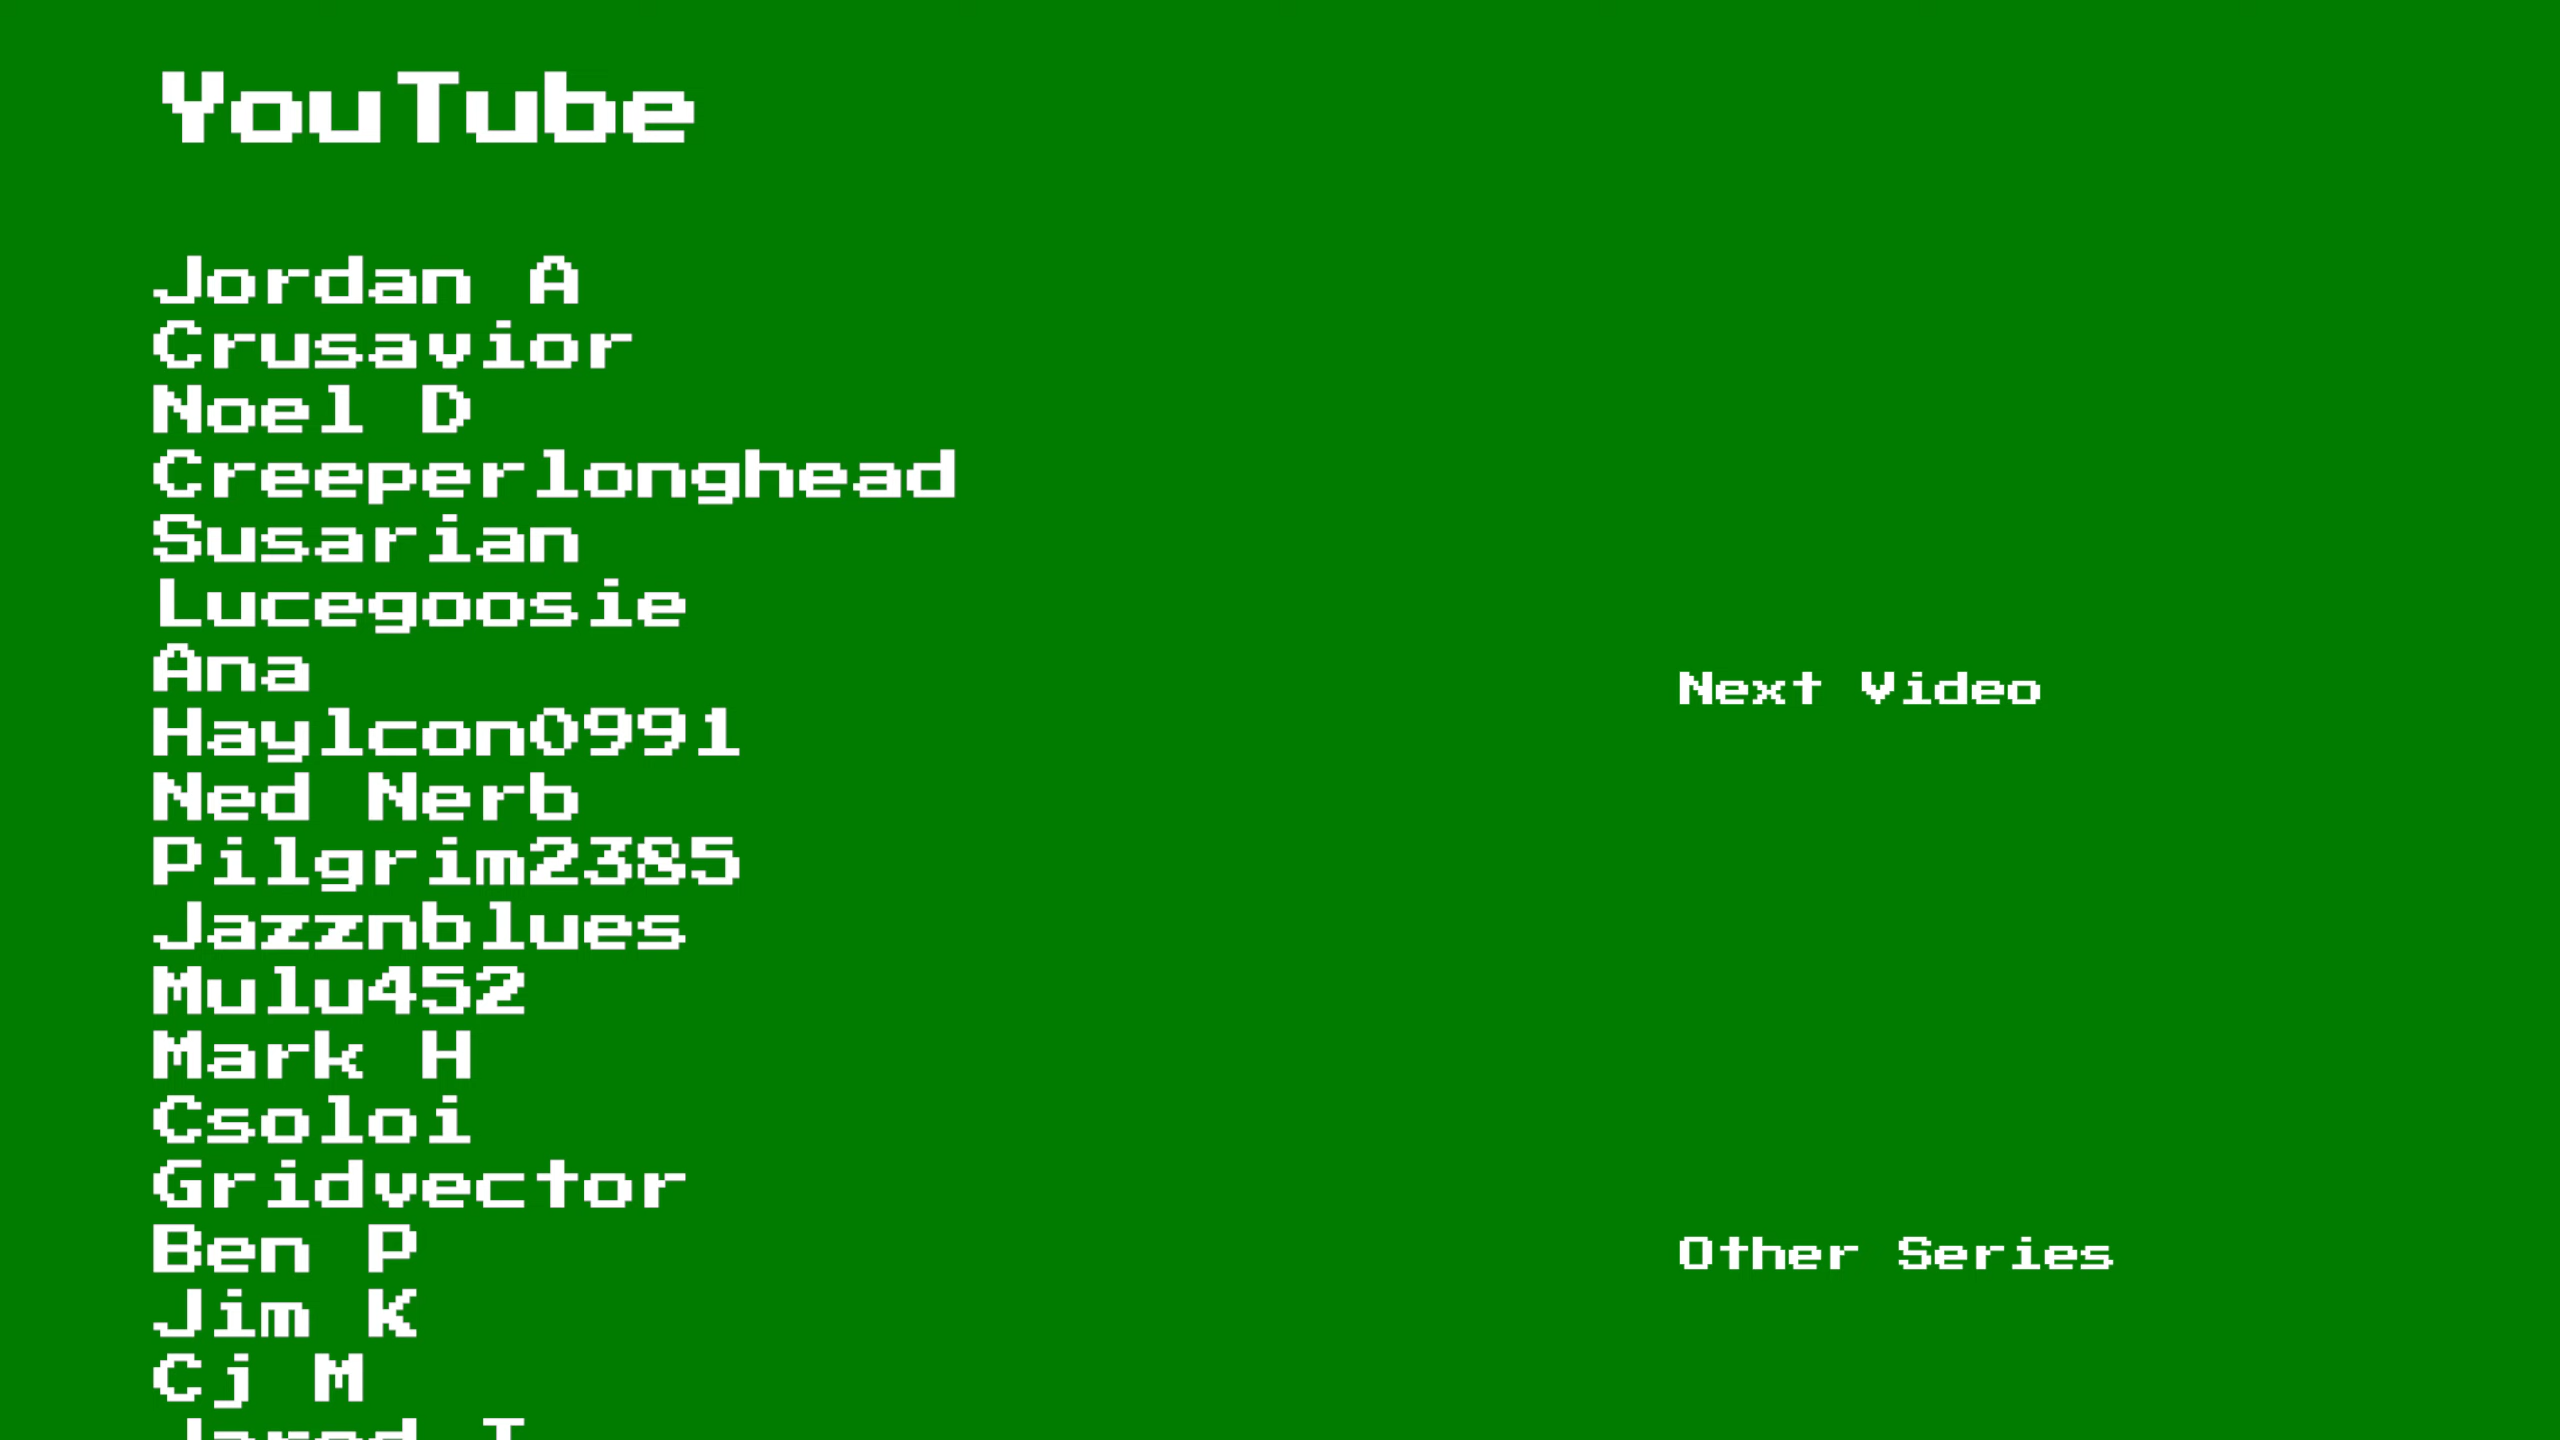 YouTube
Jordan A
Crusavior
Noel D
Creeperlonghead
Susarian
Lucegoosie
Ana
Haylcon0991
Ned Nerb
Pilgrim2385
Jazznblues
Mulu452
Mark H
Csoloi
Gridvector
Ben P
Jim K
Cj M
Next Video
Other Series